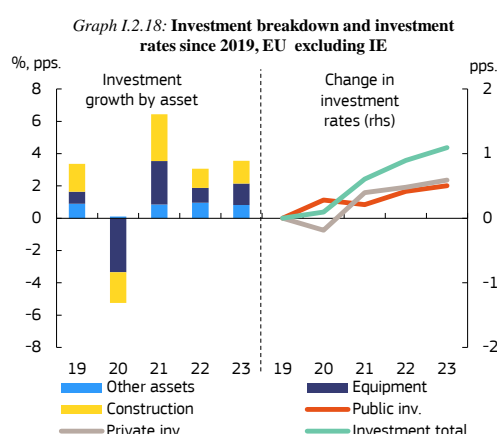 Graph I.2.18: Investment breakdown and investment
rates since 2019, EU excluding IE
%, pps.
pps.
Investment
growth by asset
Change in
investment
rates (rhs)
8
6
4
2
0
-2
-4
-6
-8
2
1
0
-1
-2
19 20 21 22 23 19 20 21 22 23
Other assets
Equipment
Construction
Public inv.
Private inv.
Investment total